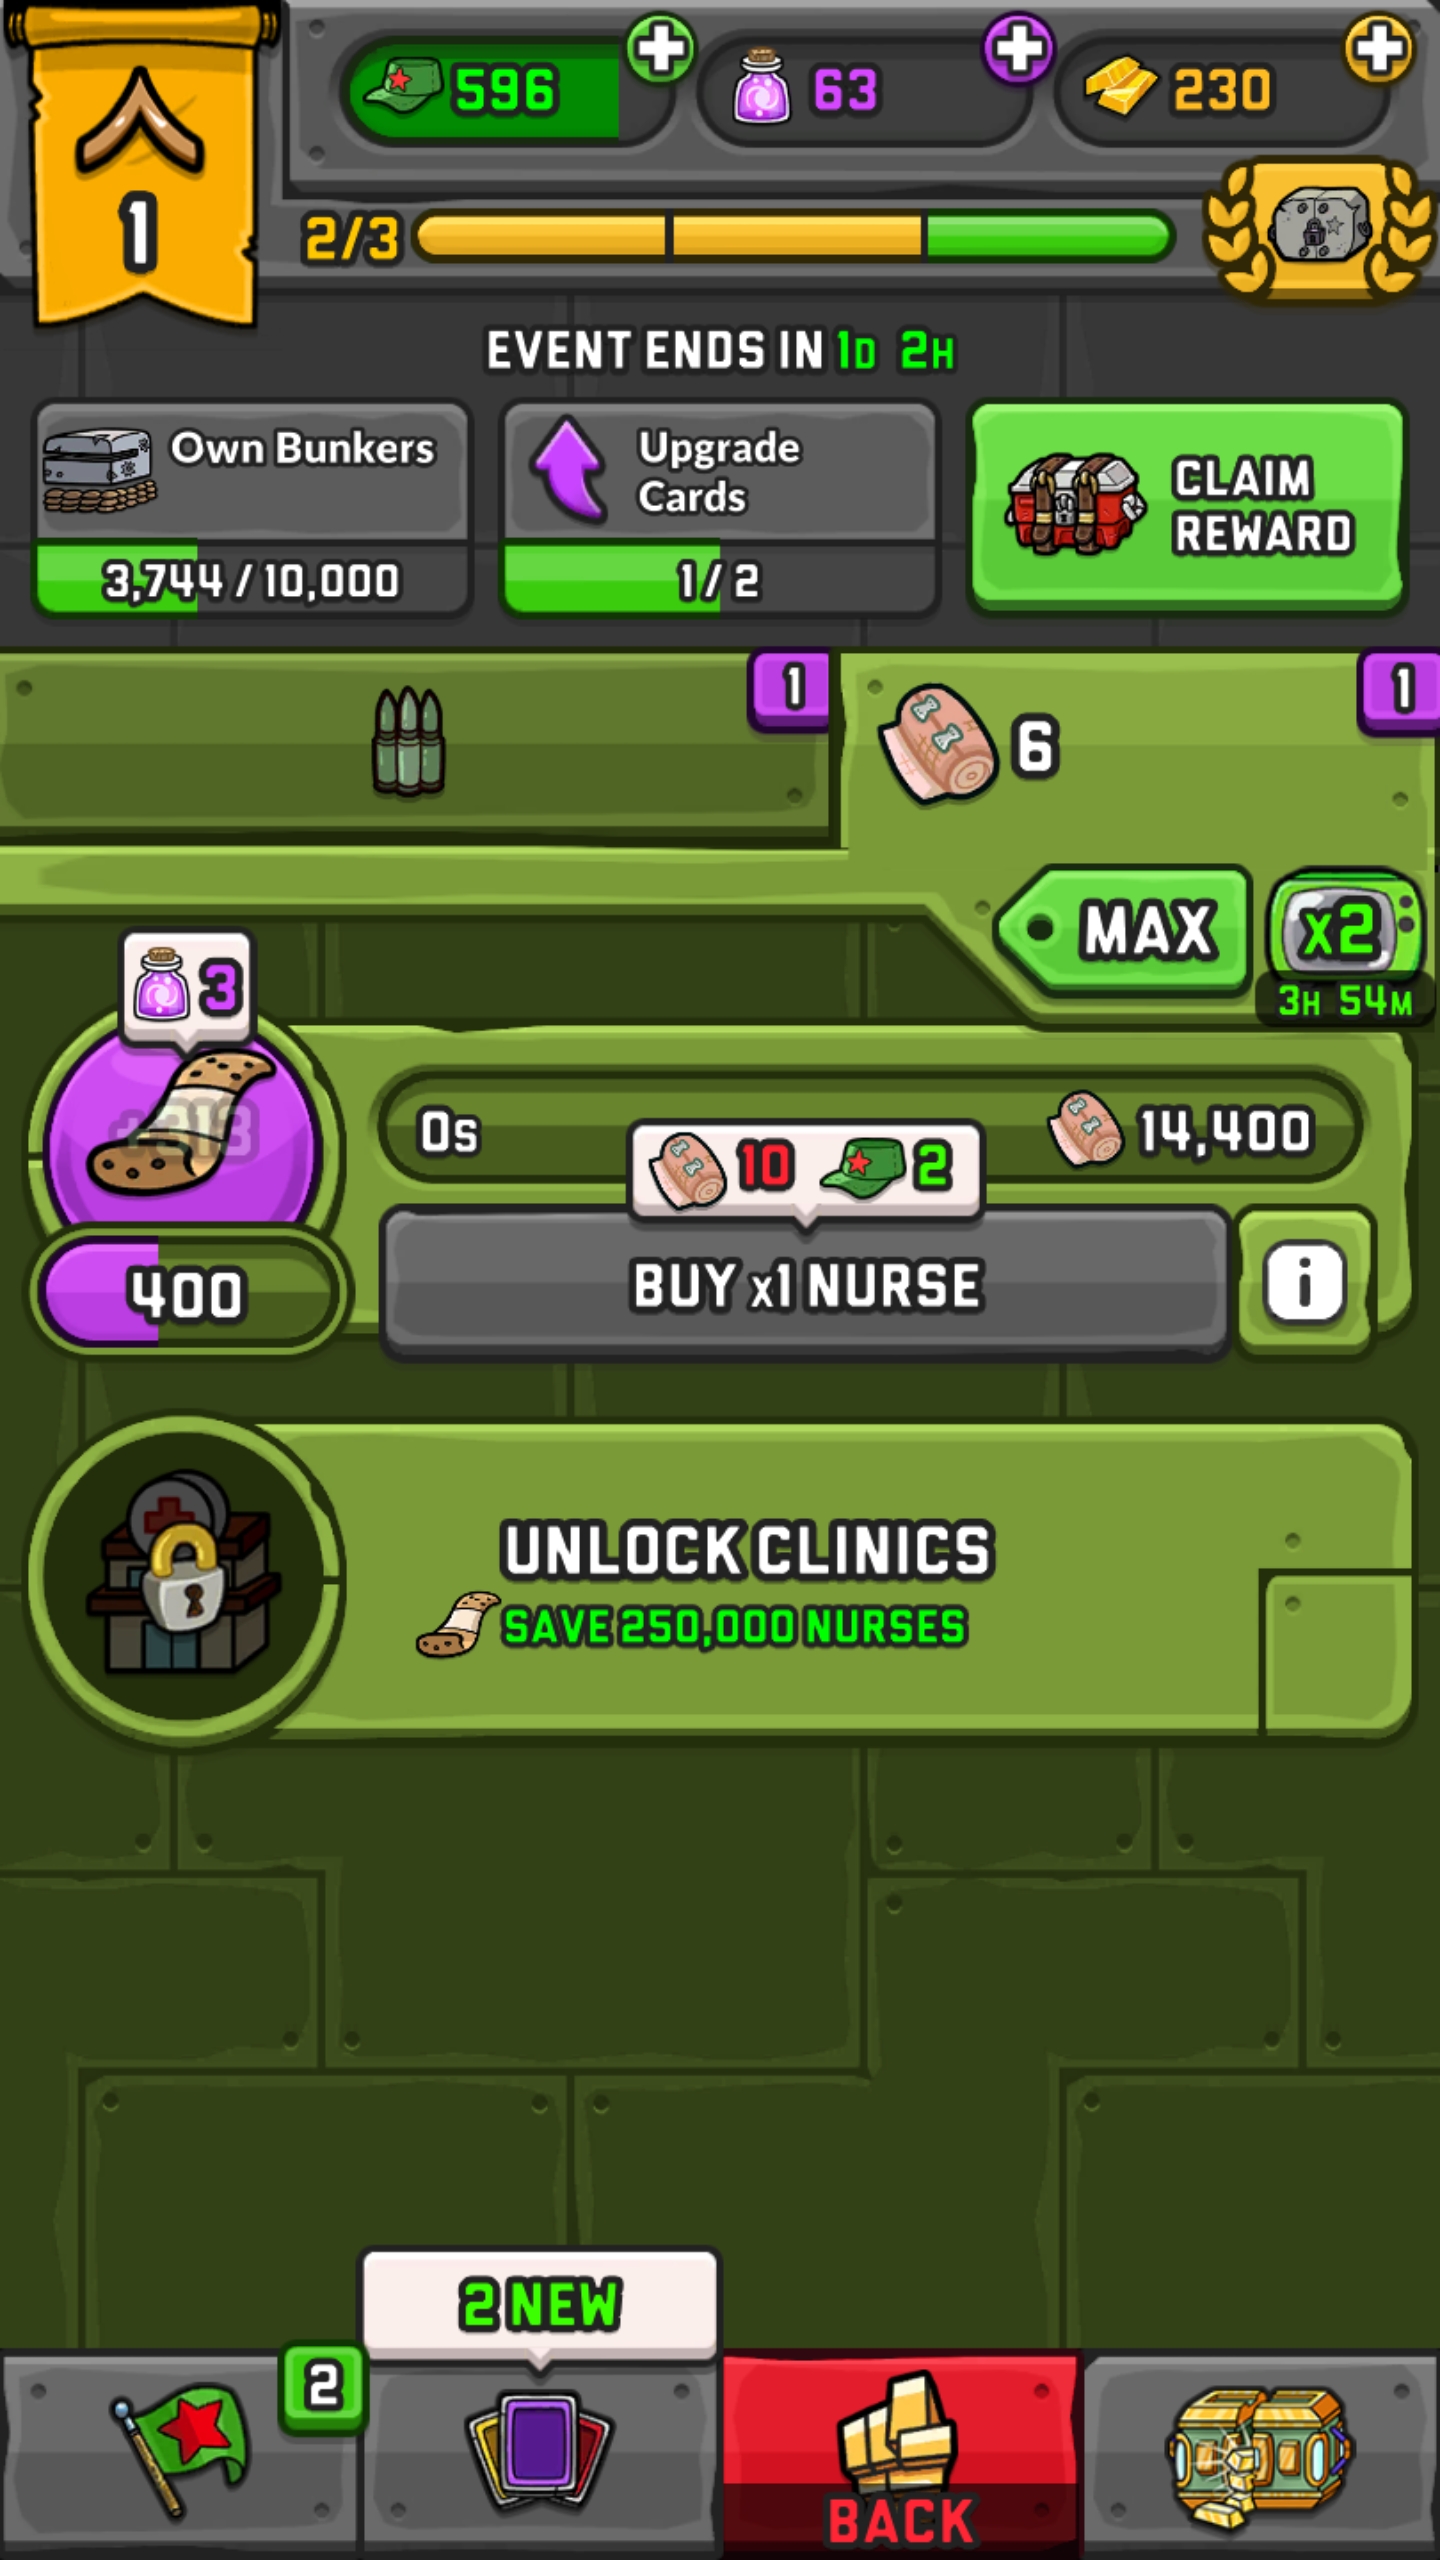 1
596
63
230
2/3
EVENT ENDS IN 1D 2H
Own Bunkers
3,744 / 10,000
Upgrade
Cards
1 / 2
CLAIM
REWARD
1
6
1
MAX
x2
3H 54M
3
+313
400
0s
14,400
10
2
BUY x1 NURSE
i
UNLOCK CLINICS
SAVE 250,000 NURSES
2 NEW
2
BACK